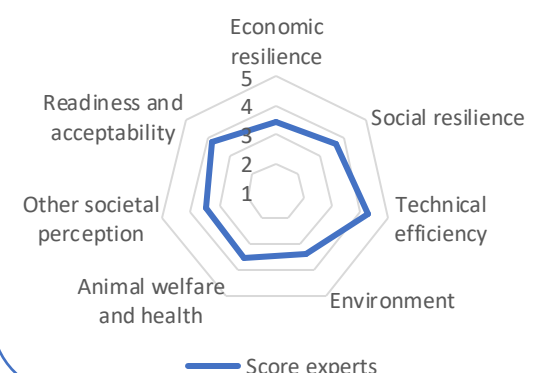 Economic
resilience
5
4
3
2
1
Readiness and
acceptability
Social resilience
Other societal
perception
Technical
efficiency
Animal welfare
and health
Environment
Score experts